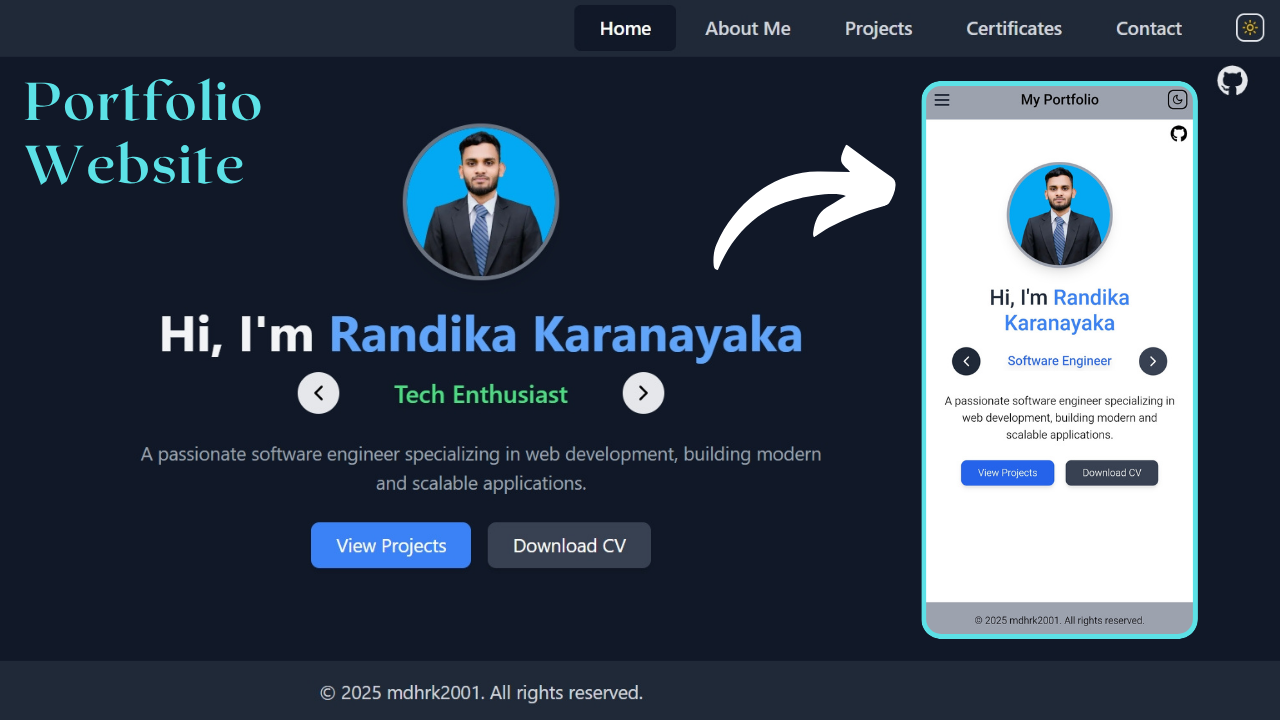 Home About Me Projects Certificates Contact
Portfolio
Website
Hi, I'm Randika Karanayaka
Tech Enthusiast
A passionate software engineer specializing in web development, building modern
and scalable applications.
View Projects Download CV
© 2025 mdhrk2001. All rights reserved.
My Portfolio
Hi, I'm Randika
Karanayaka
Software Engineer
A passionate software engineer specializing in
web development, building modern and
scalable applications.
View Projects Download CV
© 2025 mdhrk2001. All rights reserved.